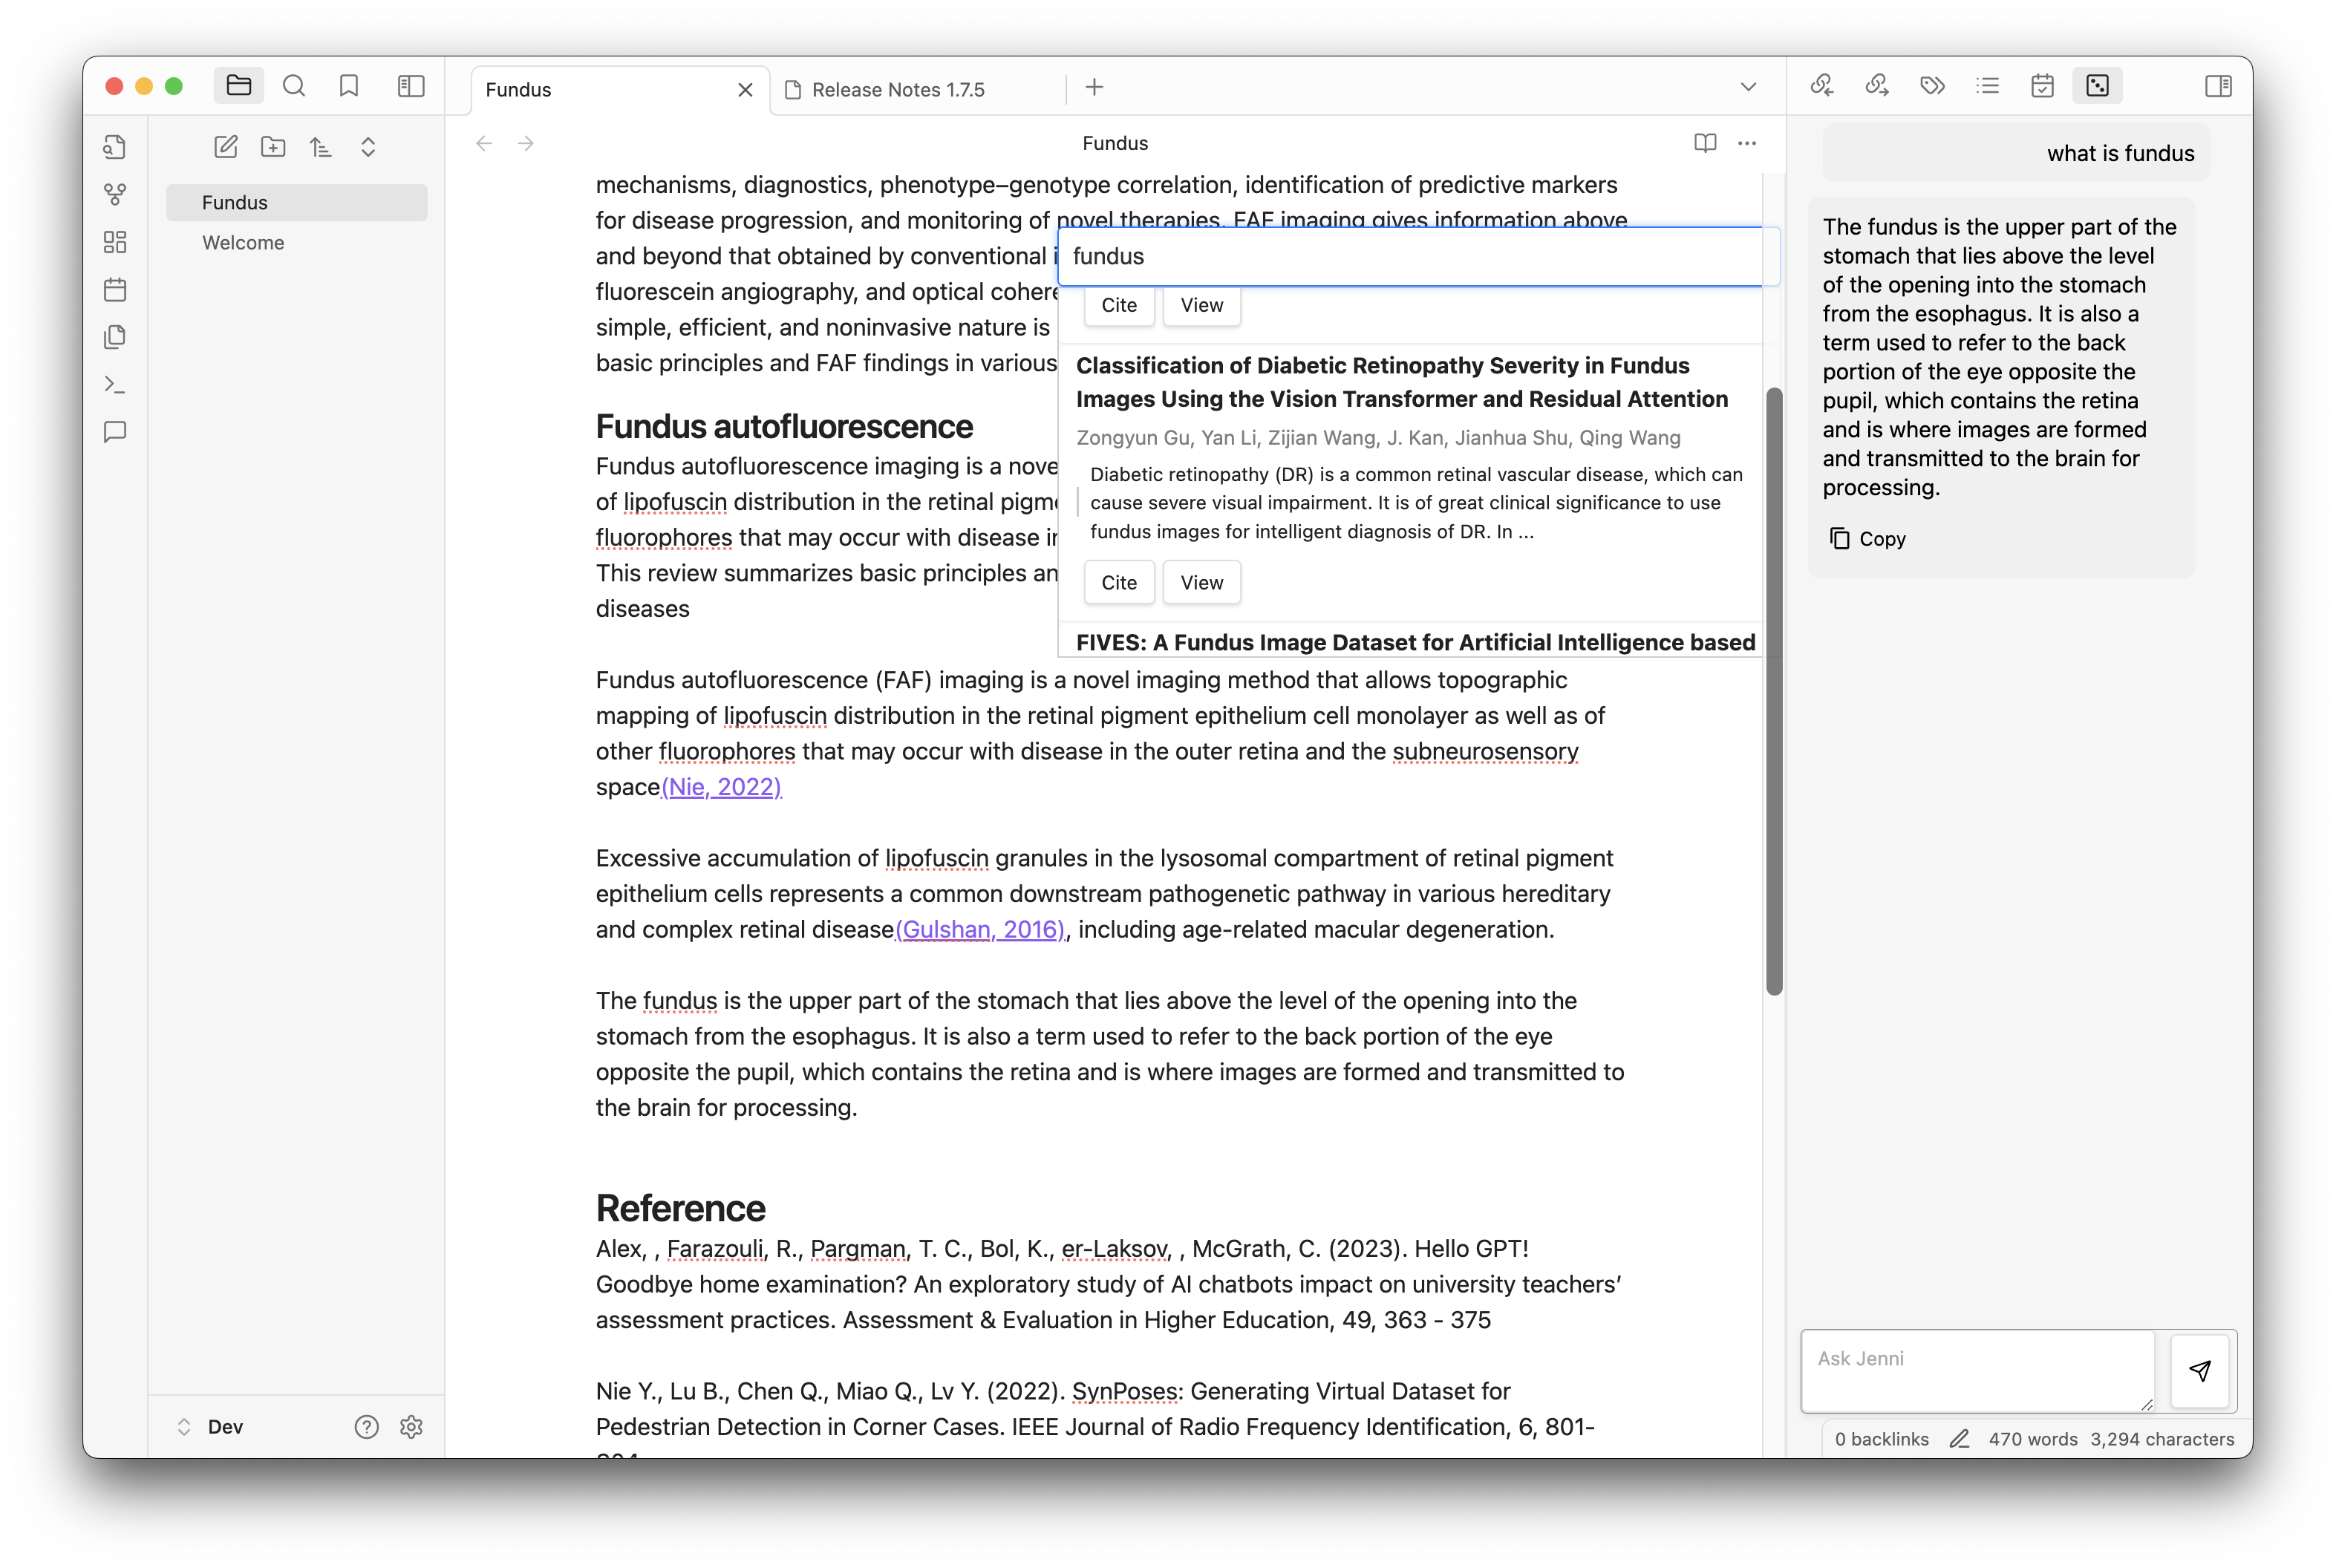 Fundus
Release Notes 1.7.5
Fundus
Welcome
Dev
Fundus
mechanisms, diagnostics, phenotype–genotype correlation, identification of predictive markers
for disease progression, and monitoring of novel therapies. FAF imaging gives information above
and beyond that obtained by conventional
fluorescein angiography, and optical
simple, efficient, and noninvasive nature is
basic principles and FAF findings in various
Fundus autofluorescence
Fundus autofluorescence imaging is a
of lipofuscin distribution in the retinal
fluorophores that may occur with disease
This review summarizes basic principles
diseases
fundus
Cite
View
Classification of Diabetic Retinopathy Severity in Fundus
Images Using the Vision Transformer and Residual Attention
Zongyun Gu, Yan Li, Zijian Wang, J. Kan, Jianhua Shu, Qing Wang
Diabetic retinopathy (DR) is a common retinal vascular disease, which can
cause severe visual impairment. It is of great clinical significance to use
fundus images for intelligent diagnosis of DR. In ...
Cite
View
FIVES: A Fundus Image Dataset for Artificial Intelligence based
Fundus autofluorescence (FAF) imaging is a novel imaging method that allows topographic
mapping of lipofuscin distribution in the retinal pigment epithelium cell monolayer as well as of
other fluorophores that may occur with disease in the outer retina and the subneurosensory
space(Nie, 2022)
Excessive accumulation of lipofuscin granules in the lysosomal compartment of retinal pigment
epithelium cells represents a common downstream pathogenetic pathway in various hereditary
and complex retinal disease(Gulshan, 2016), including age-related macular degeneration.
The fundus is the upper part of the stomach that lies above the level of the opening into the
stomach from the esophagus. It is also a term used to refer to the back portion of the eye
opposite the pupil, which contains the retina and is where images are formed and transmitted to
the brain for processing.
Reference
Alex, , Farazouli, R., Pargman, T. C., Bol, K., er-Laksov, , McGrath, C. (2023). Hello GPT!
Goodbye home examination? An exploratory study of AI chatbots impact on university teachers’
assessment practices. Assessment & Evaluation in Higher Education, 49, 363 - 375
Nie Y., Lu B., Chen Q., Miao Q., Lv Y. (2022). SynPoses: Generating Virtual Dataset for
Pedestrian Detection in Corner Cases. IEEE Journal of Radio Frequency Identification, 6, 801-
what is fundus
The fundus is the upper part of the
stomach that lies above the level
of the opening into the stomach
from the esophagus. It is also a
term used to refer to the back
portion of the eye opposite the
pupil, which contains the retina
and is where images are formed
and transmitted to the brain for
processing.
Copy
Ask Jenni
0 backlinks
470 words
3,294 characters